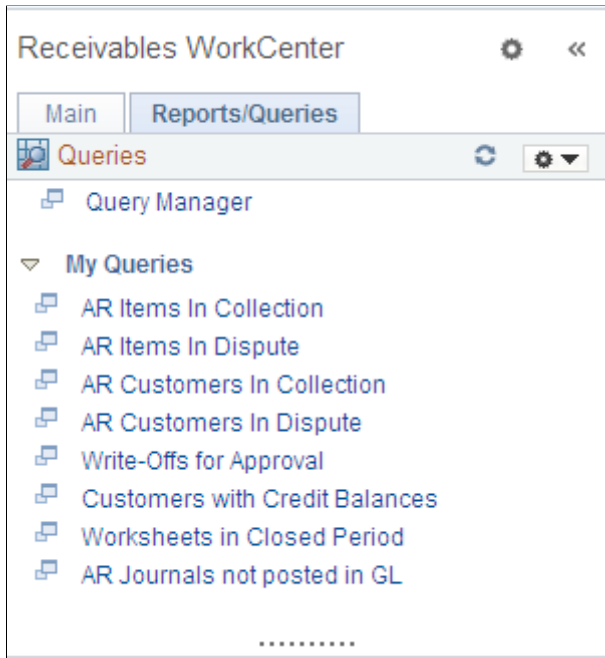 Receivables WorkCenter
Main
Reports/Queries
Queries
Query Manager
My Queries
AR Items In Collection
AR Items In Dispute
AR Customers In Collection
AR Customers In Dispute
Write-Offs for Approval
Customers with Credit Balances
Worksheets in Closed Period
AR Journals not posted in GL